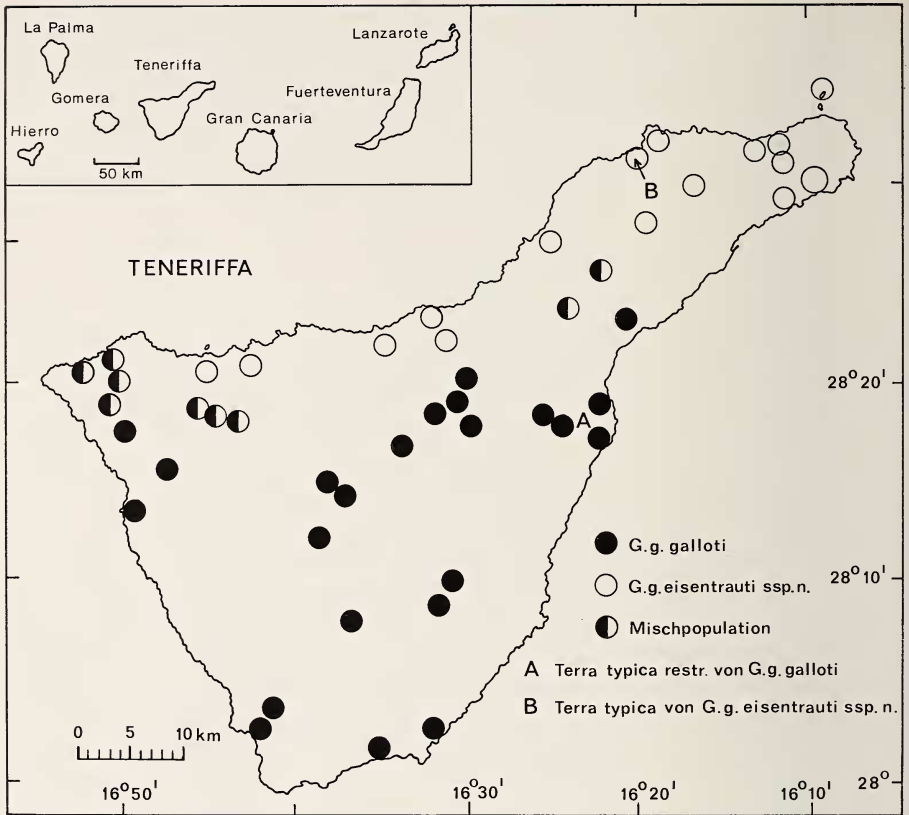 La Palma
Lanzarote
Teneriffa
Gomera
Fuerteventura
Gran Canaria
Hierro
50 km
B
TENERIFFA
28° 20'
A
G.g. galloti
28° 10'
G.g. eisentrauti ssp.n.
Mischpopulation
A Terra typica restr. von G.g. galloti
B Terra typica von G.g. eisentrauti ssp. n.
0 5 10 km
28°
16° 50' 16° 30' 16° 20' 16° 10'